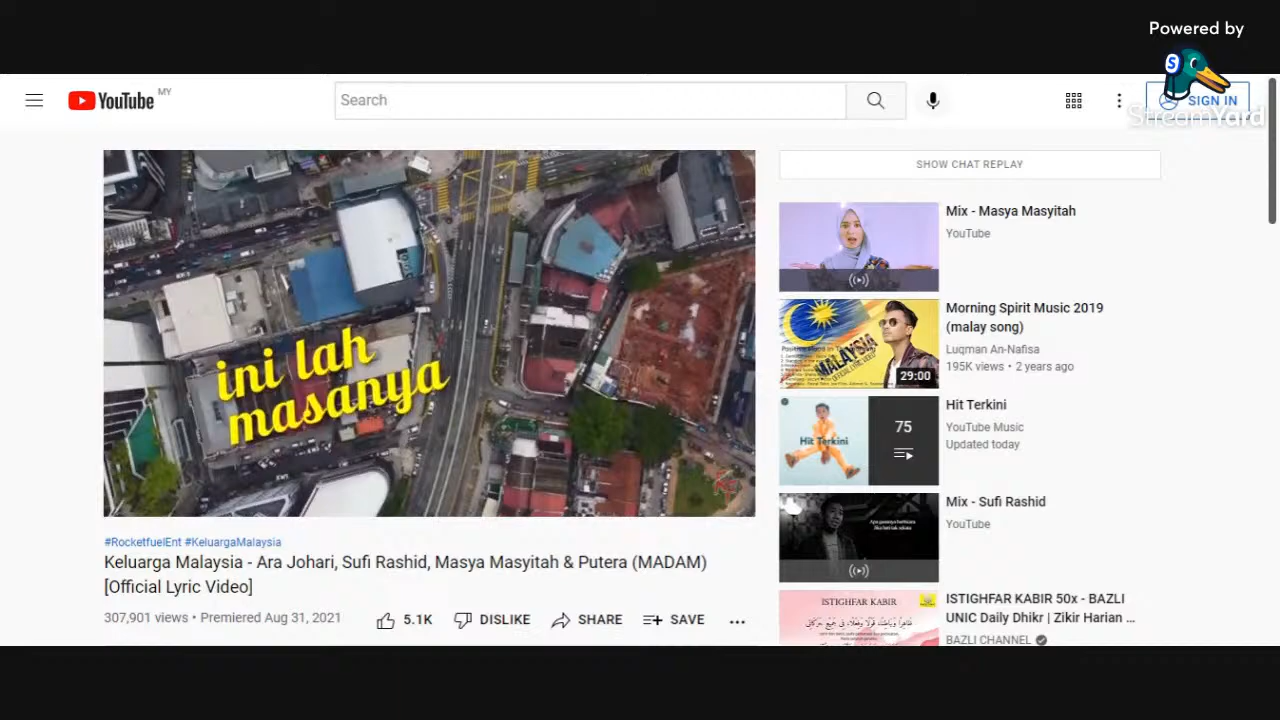 Powered by
StreamYard
YouTube MY
Search
SIGN IN
ini lah
masanya
#RocketfuelEnt #KeluargaMalaysia
Keluarga Malaysia - Ara Johari, Sufi Rashid, Masya Masyitah & Putera (MADAM)
[Official Lyric Video]
307,901 views • Premiered Aug 31, 2021
5.1K
DISLIKE
SHARE
SAVE
SHOW CHAT REPLAY
Mix - Masya Masyitah
YouTube
MALAYSIA
29:00
Morning Spirit Music 2019
(malay song)
Luqman An-Nafisa
195K views • 2 years ago
Hit Terkini
75
Hit Terkini
YouTube Music
Updated today
Mix - Sufi Rashid
YouTube
ISTIGHFAR KABIR
ISTIGHFAR KABIR 50x - BAZLI
UNIC Daily Dhikr | Zikir Harian ...
BAZLI CHANNEL